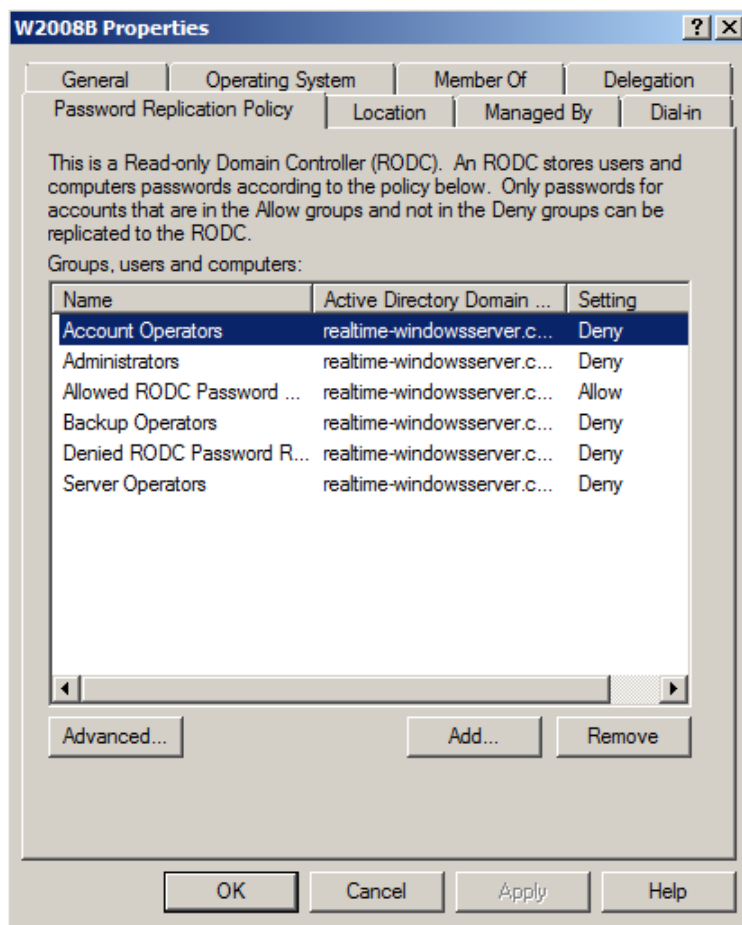 W2008B Properties
General Operating System Member Of Delegation
Password Replication Policy Location Managed By Dial-in
This is a Read-only Domain Controller (RODC). An RODC stores users and
computers passwords according to the policy below. Only passwords for
accounts that are in the Allow groups and not in the Deny groups can be
replicated to the RODC.
Groups, users and computers:
Name Active Directory Domain ... Setting
Account Operators realtime-windowsserver.c... Deny
Administrators realtime-windowsserver.c... Deny
Allowed RODC Password ... realtime-windowsserver.c... Allow
Backup Operators realtime-windowsserver.c... Deny
Denied RODC Password R... realtime-windowsserver.c... Deny
Server Operators realtime-windowsserver.c... Deny
Advanced... Add... Remove
OK Cancel Apply Help